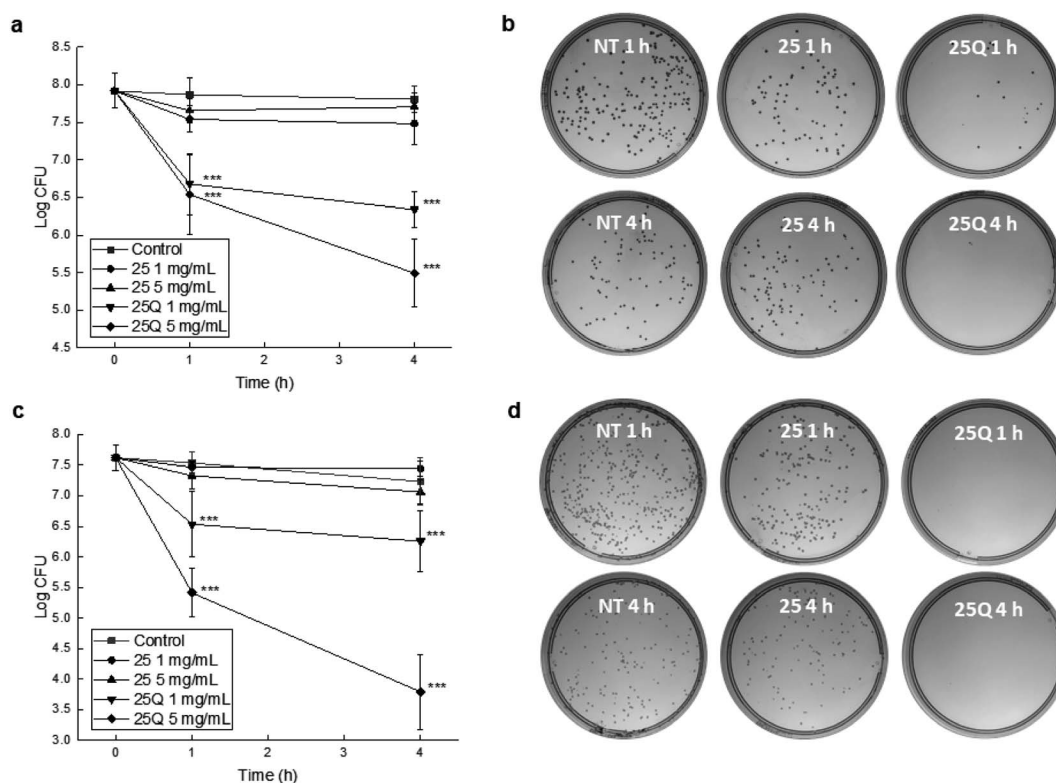 a
8.5
8.0
7.5
7.0
6.5
6.0
5.5
5.0
4.5
Log CFU
***
***
***
***
Control
25 1 mg/mL
25 5 mg/mL
25Q 1 mg/mL
25Q 5 mg/mL
0 1 2 3 4
Time (h)
b
NT 1 h
25 1 h
25Q 1 h
NT 4 h
25 4 h
25Q 4 h
c
8.0
7.5
7.0
6.5
6.0
5.5
5.0
4.5
4.0
3.5
3.0
Log CFU
***
***
***
***
Control
25 1 mg/mL
25 5 mg/mL
25Q 1 mg/mL
25Q 5 mg/mL
0 1 2 3 4
Time (h)
d
NT 1 h
25 1 h
25Q 1 h
NT 4 h
25 4 h
25Q 4 h